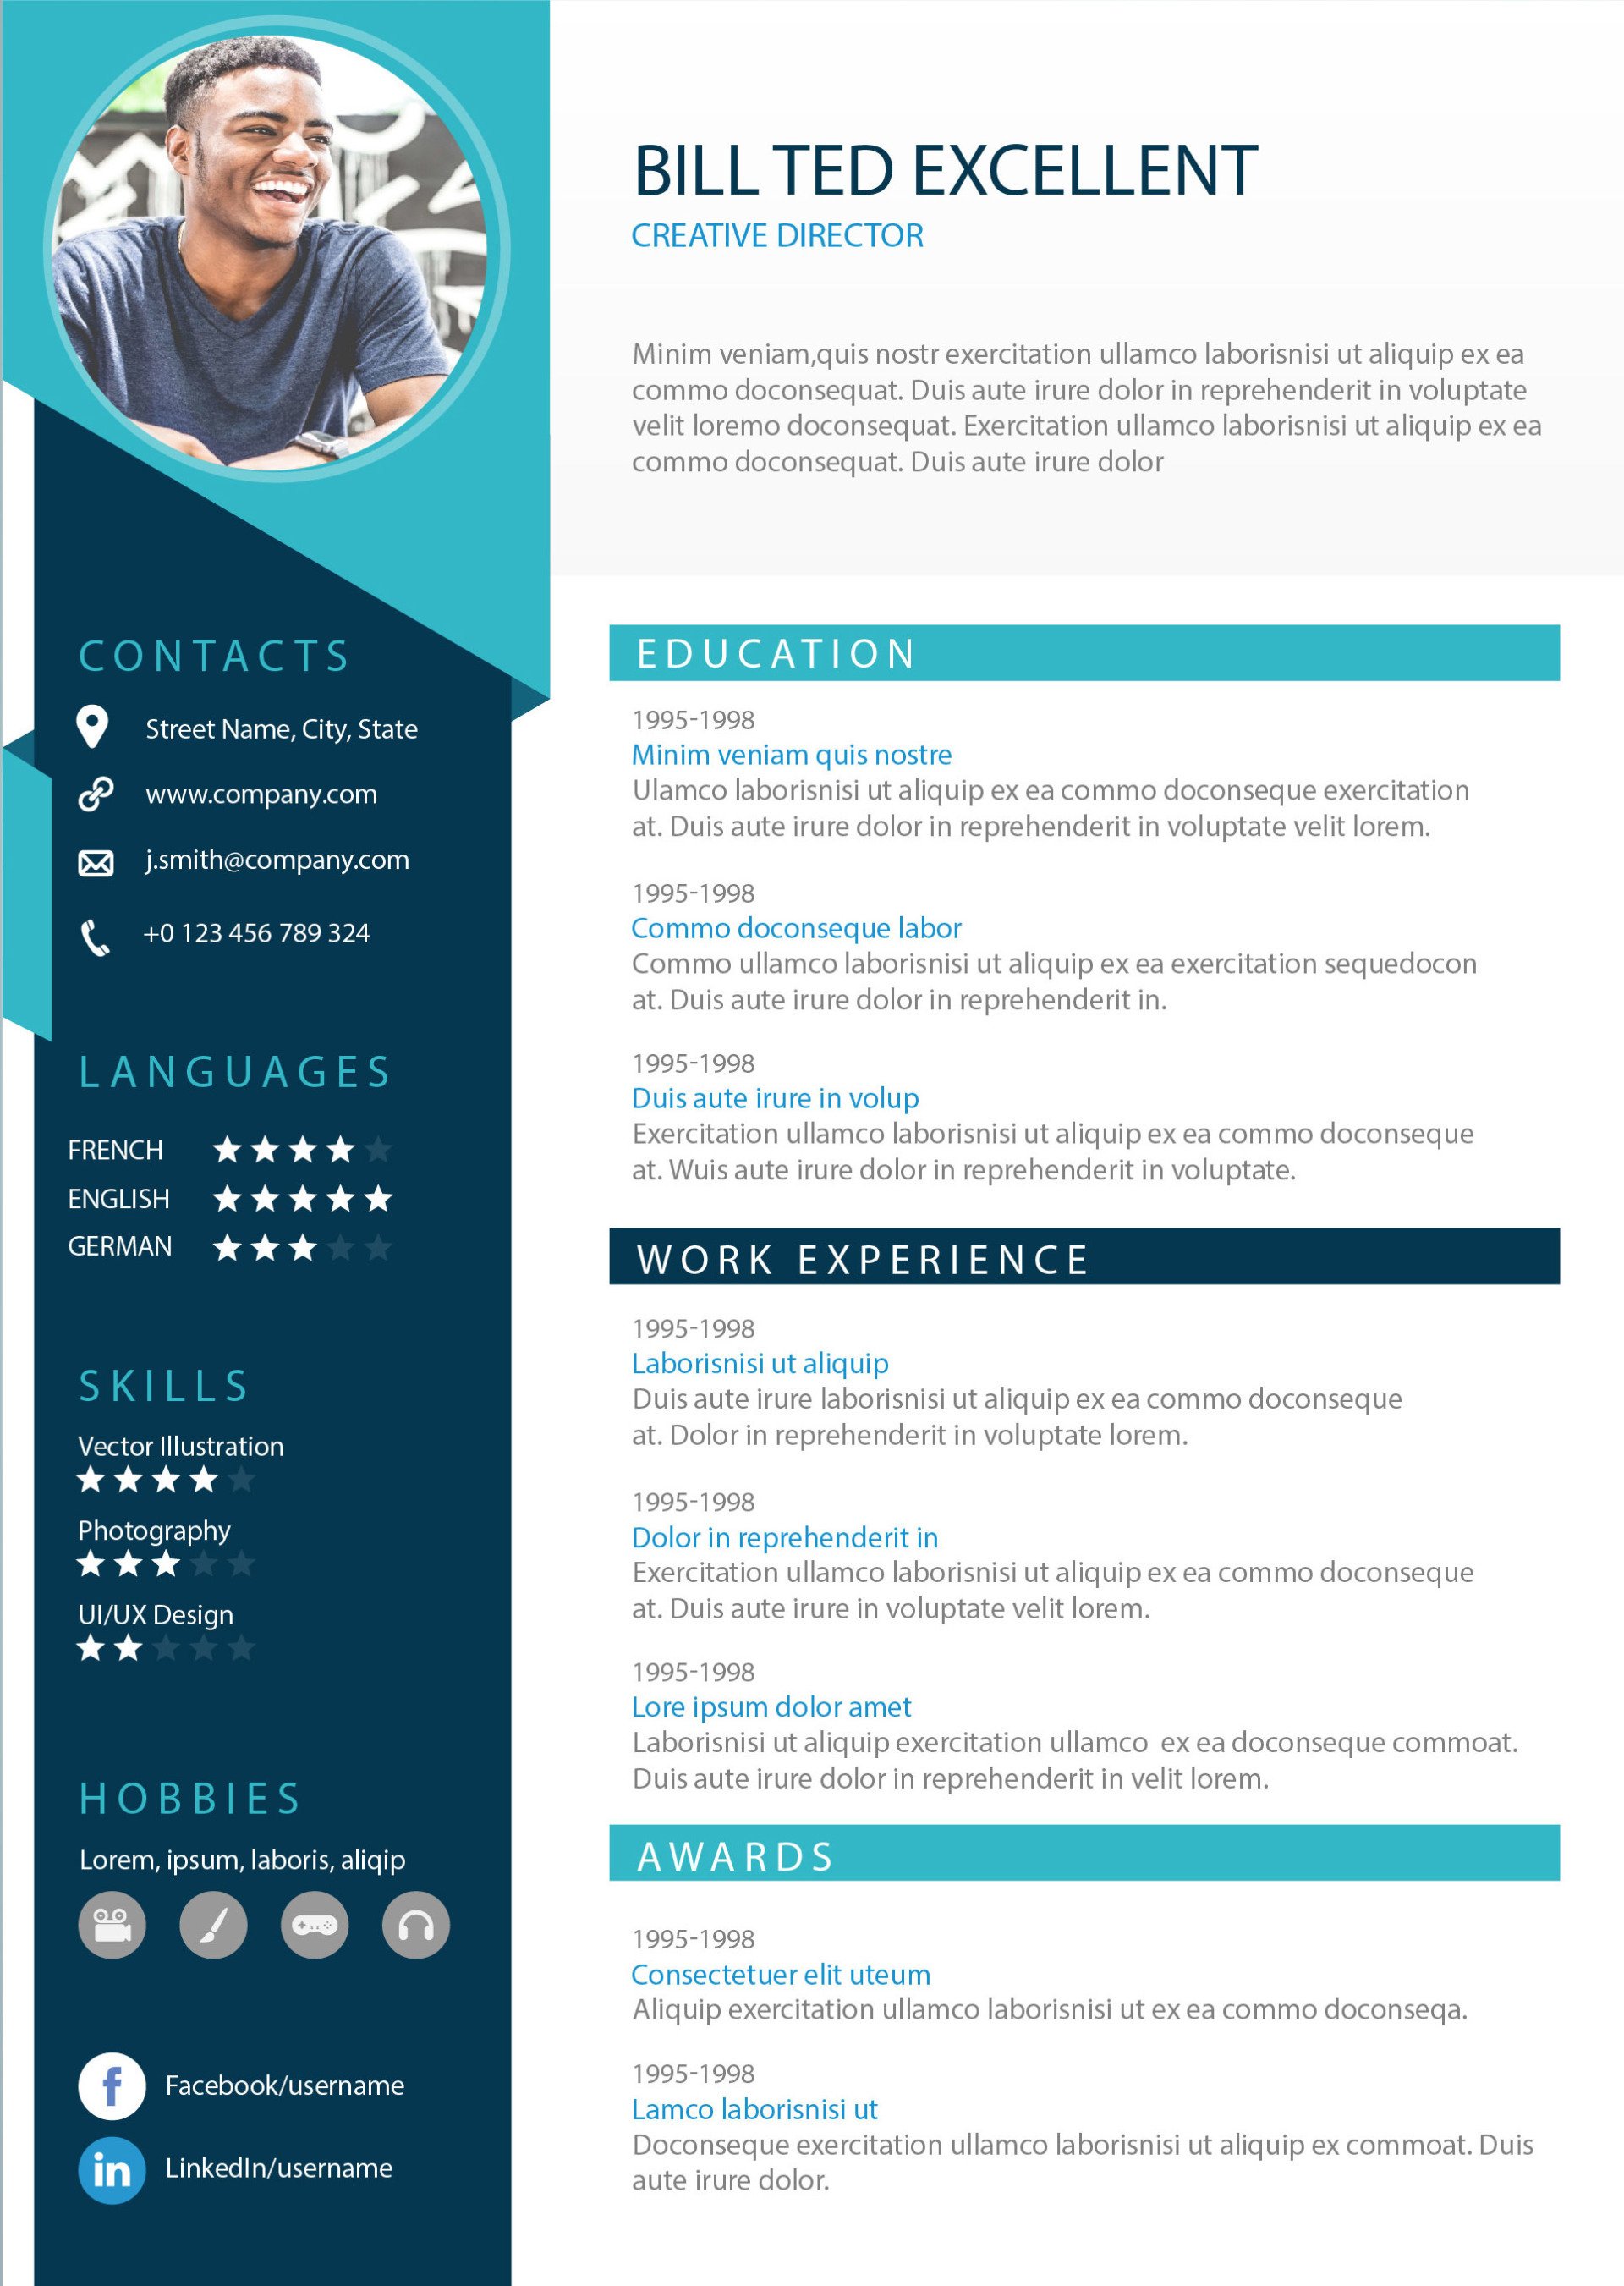 BILL TED EXCELLENT
CREATIVE DIRECTOR
Minim veniam,quis nostr exercitation ullamco laborisnisi ut aliquip ex ea
commo doconsequat. Duis aute irure dolor in reprehenderit in voluptate
velit loremo doconsequat. Exercitation ullamco laborisnisi ut aliquip ex ea
commo doconsequat. Duis aute irure dolor
CONTACTS
Street Name, City, State
www.company.com
j.smith@company.com
+0 123 456 789 324
LANGUAGES
FRENCH
ENGLISH
GERMAN
SKILLS
Vector Illustration
Photography
UI/UX Design
HOBBIES
Lorem, ipsum, laboris, aliqip
f Facebook/username
in LinkedIn/username
EDUCATION
1995-1998
Minim veniam quis nostre
Ulamco laborisnisi ut aliquip ex ea commo doconseque exercitation
at. Duis aute irure dolor in reprehenderit in voluptate velit lorem.
1995-1998
Commo doconseque labor
Commo ullamco laborisnisi ut aliquip ex ea exercitation sequedocon
at. Duis aute irure dolor in reprehenderit in.
1995-1998
Duis aute irure in volup
Exercitation ullamco laborisnisi ut aliquip ex ea commo doconseque
at. Wuis aute irure dolor in reprehenderit in voluptate.
WORK EXPERIENCE
1995-1998
Laborisnisi ut aliquip
Duis aute irure laborisnisi ut aliquip ex ea commo doconseque
at. Dolor in reprehenderit in voluptate lorem.
1995-1998
Dolor in reprehenderit in
Exercitation ullamco laborisnisi ut aliquip ex ea commo doconseque
at. Duis aute irure in voluptate velit lorem.
1995-1998
Lore ipsum dolor amet
Laborisnisi ut aliquip exercitation ullamco ex ea doconseque commoat.
Duis aute irure dolor in reprehenderit in velit lorem.
AWARDS
1995-1998
Consectetuer elit uteum
Aliquip exercitation ullamco laborisnisi ut ex ea commo doconseqa.
1995-1998
Lamco laborisnisi ut
Doconseque exercitation ullamco laborisnisi ut aliquip ex commoat. Duis
aute irure dolor.